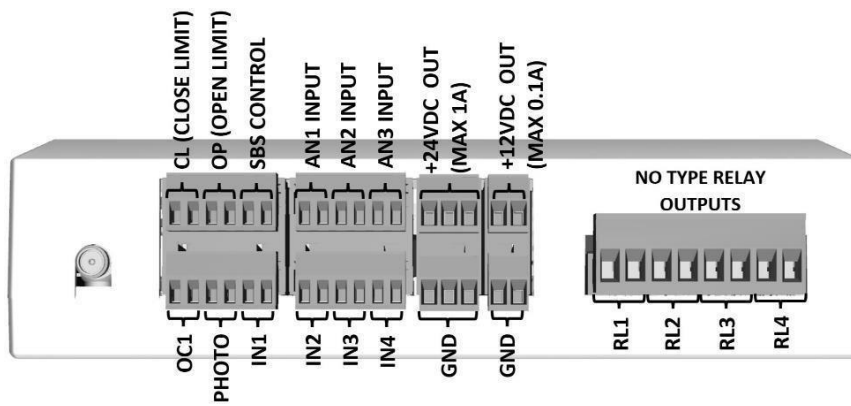 CL (CLOSE LIMIT)
OP (OPEN LIMIT)
SBS CONTROL
AN1 INPUT
AN2 INPUT
AN3 INPUT
+24VDC OUT
(MAX 1A)
+12VDC OUT
(MAX 0.1A)
NO TYPE RELAY
OUTPUTS
OC1
PHOTO
IN1
IN2
IN3
IN4
GND
GND
RL1
RL2
RL3
RL4